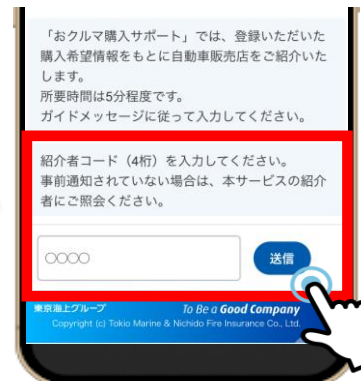 「おクルマ購入サポート」では、登録いただいた
購入希望情報をもとに自動車販売店をご紹介いた
します。
所要時間は5分程度です。
ガイドメッセージに従って入力してください。
紹介者コード（4桁）を入力してください。
事前通知されていない場合は、本サービスの紹介
者にご照会ください。
○○○○
送信
東京海上グループ To Be a Good Company
Copyright (c) Tokio Marine & Nichido Fire Insurance Co., Ltd.